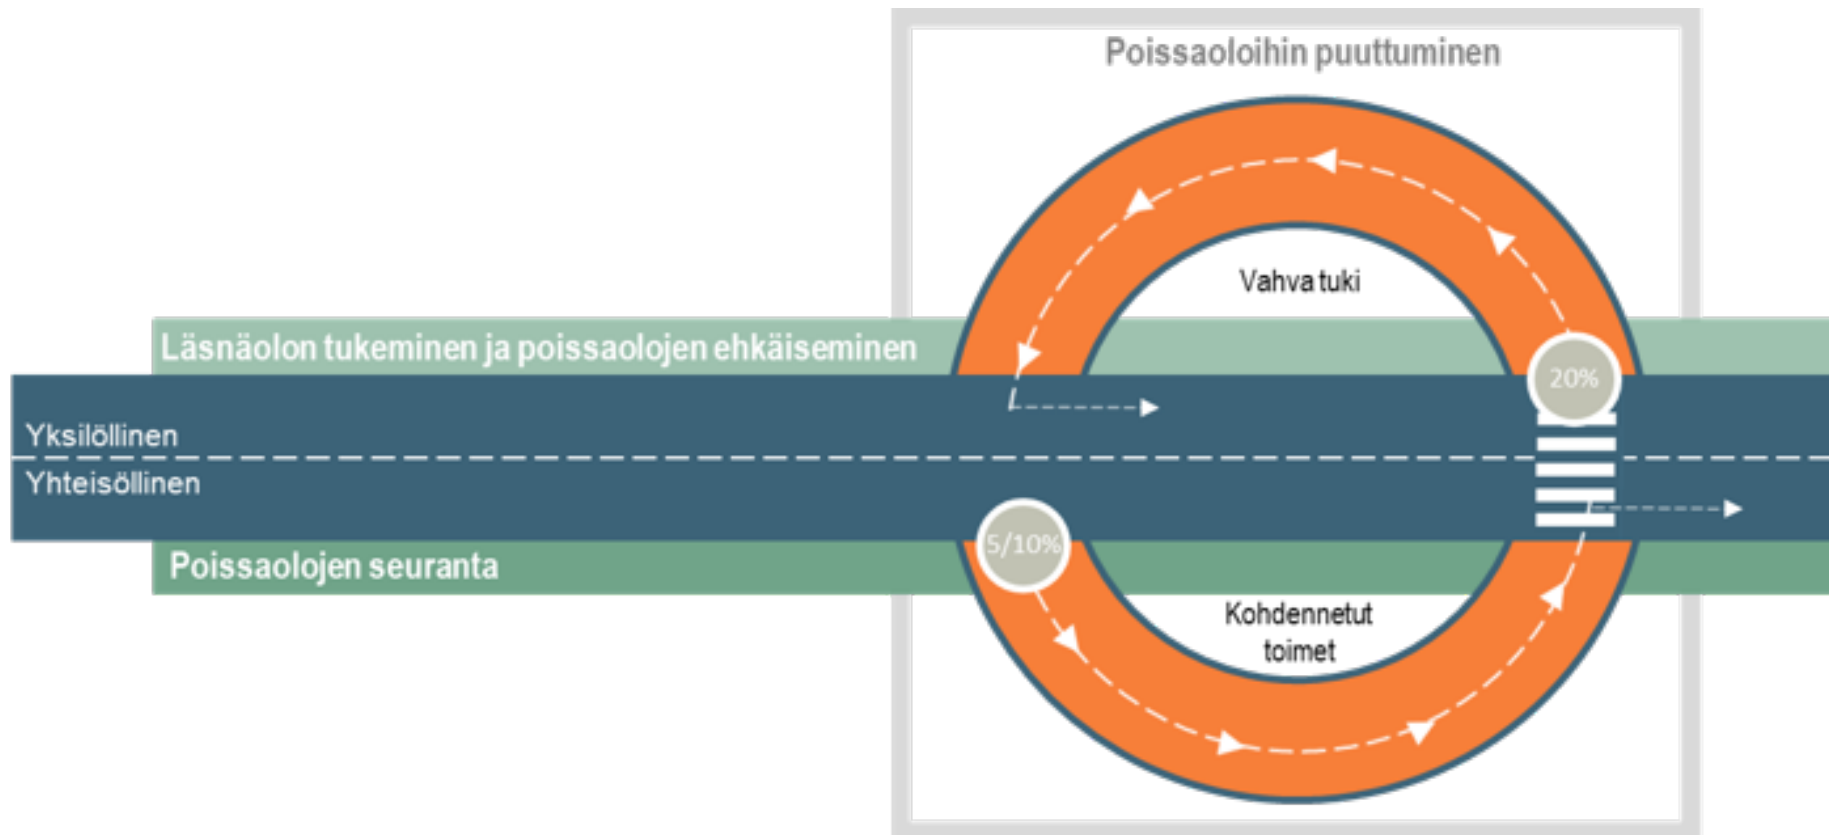 Poissaoloihin puuttuminen
Vahva tuki
Läsnäolon tukeminen ja poissaolojen ehkäiseminen
20%
Yksilöllinen
Yhteisöllinen
5/10%
Poissaolojen seuranta
Kohdennetut
toimet